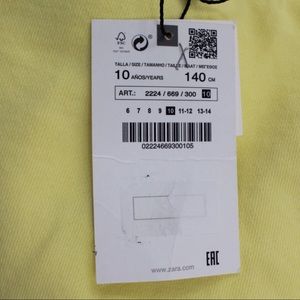 FSC
TALLA / SIZE / TAMANHO / TAILLE /
10 AÑOS/YEARS 140 CM
ART.: 2224 / 669 / 300 10
6 7 8 9 10 11-12 13-14
02224669300105
EAC
www.zara.com